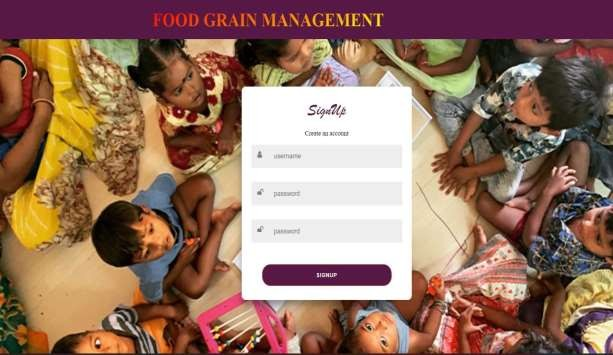 FOOD GRAIN MANAGEMENT
SignUp
Create an account
username
password
password
SIGNUP